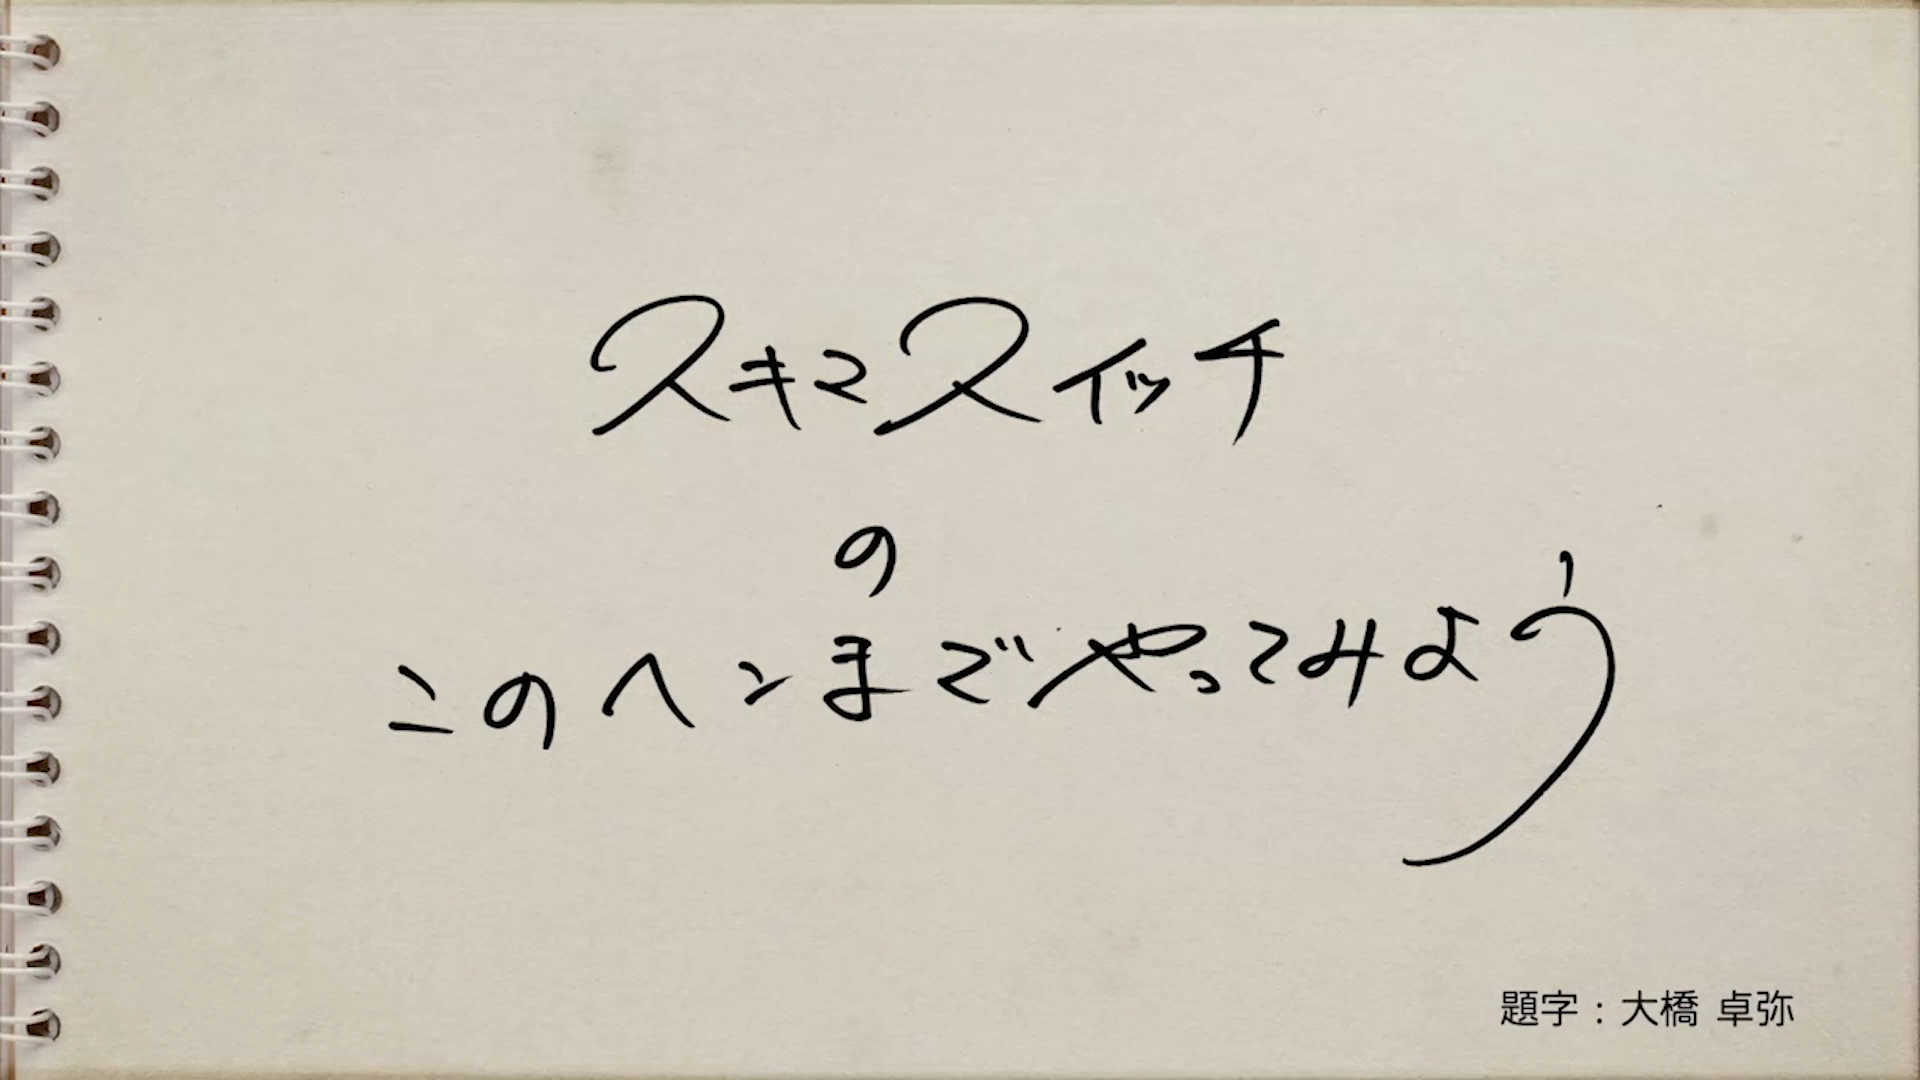 スキマスイッチ
の
このヘンまでやってみよう
題字：大橋 卓弥